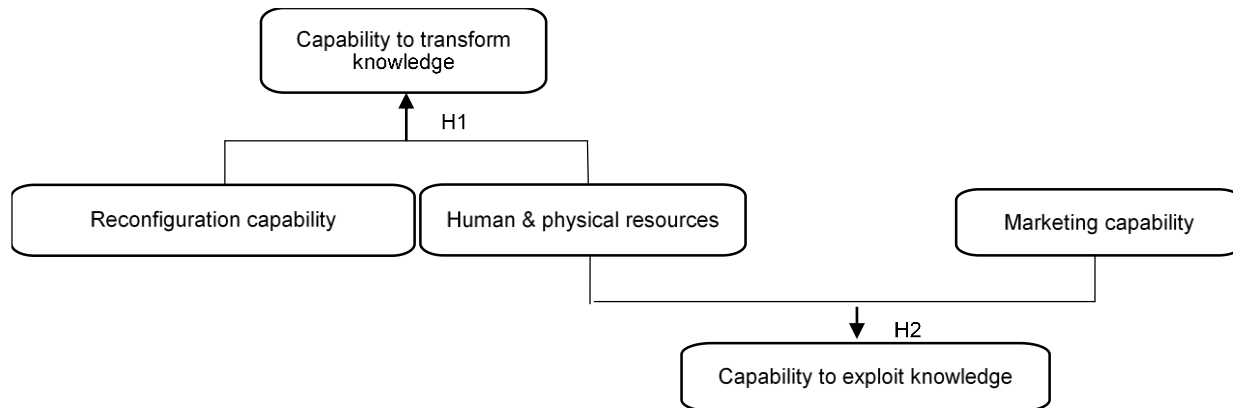 Capability to transform
knowledge
H1
Reconfiguration capability
Human & physical resources
Marketing capability
H2
Capability to exploit knowledge